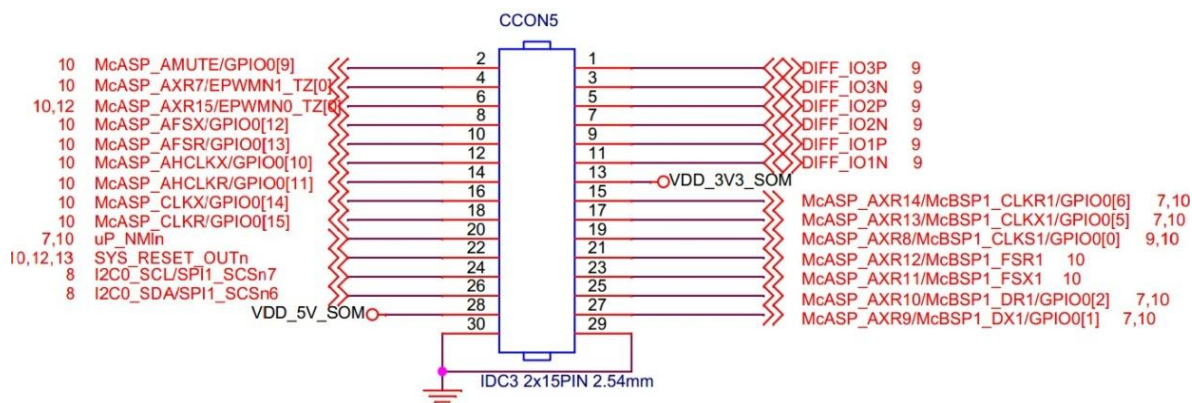 CCON5
10 McASP_AMUTE/GPIO0[9] 2 1 DIFF_IO3P 9
10 McASP_AXR7/EPWMN1_TZ[0] 4 3 DIFF_IO3N 9
10,12 McASP_AXR15/EPWMN0_TZ[0] 6 5 DIFF_IO2P 9
10 McASP_AFSX/GPIO0[12] 8 7 DIFF_IO2N 9
10 McASP_AFSR/GPIO0[13] 10 9 DIFF_IO1P 9
10 McASP_AHCLKX/GPIO0[10] 12 11 DIFF_IO1N 9
10 McASP_AHCLKR/GPIO0[11] 14 13 VDD_3V3_SOM
10 McASP_CLKX/GPIO0[14] 16 15 McASP_AXR14/McBSP1_CLKR1/GPIO0[6] 7,10
10 McASP_CLKR/GPIO0[15] 18 17 McASP_AXR13/McBSP1_CLKX1/GPIO0[5] 7,10
7,10 uP_NMIn 20 19 McASP_AXR8/McBSP1_CLKS1/GPIO0[0] 9,10
10,12,13 SYS_RESET_OUTn 22 21 McASP_AXR12/McBSP1_FSR1 10
8 I2C0_SCL/SPI1_SCSn7 24 23 McASP_AXR11/McBSP1_FSX1 10
8 I2C0_SDA/SPI1_SCSn6 26 25 McASP_AXR10/McBSP1_DR1/GPIO0[2] 7,10
VDD_5V_SOM 28 27 McASP_AXR9/McBSP1_DX1/GPIO0[1] 7,10
30 29
IDC3 2x15PIN 2.54mm